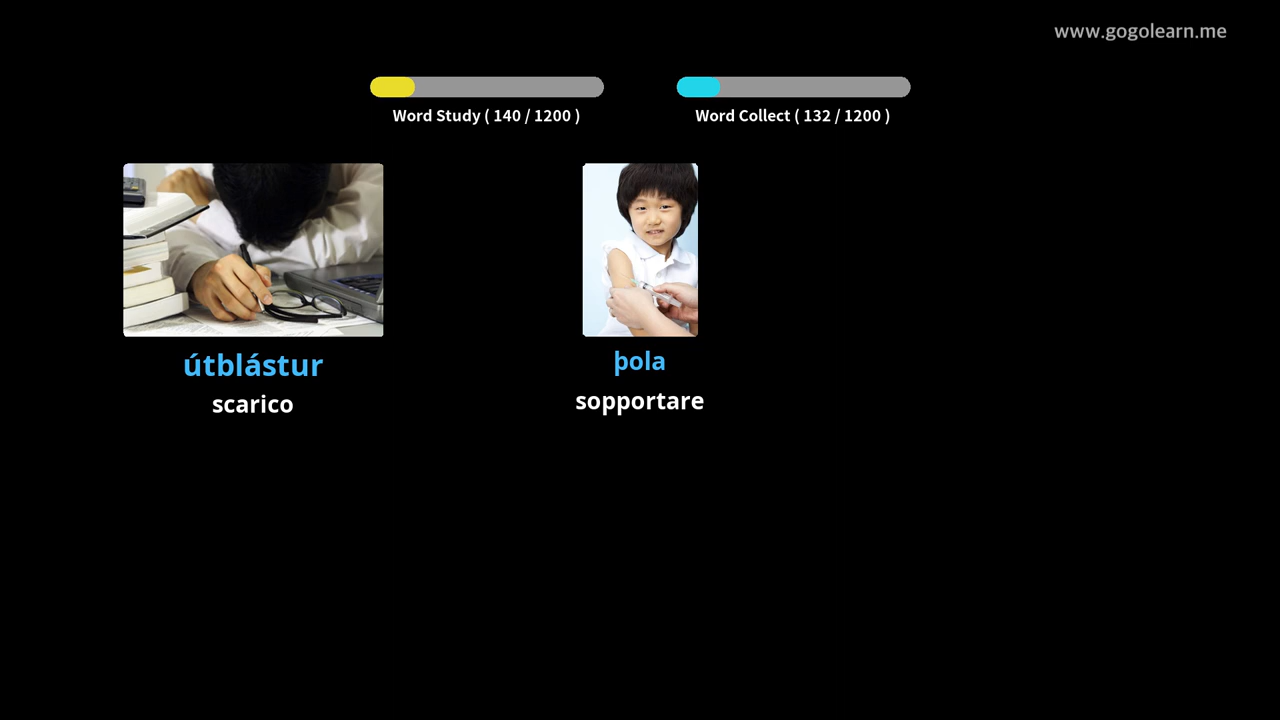 www.gogolearn.me
Word Study ( 140 / 1200 )
Word Collect ( 132 / 1200 )
útblástur
scarico
þola
sopportare